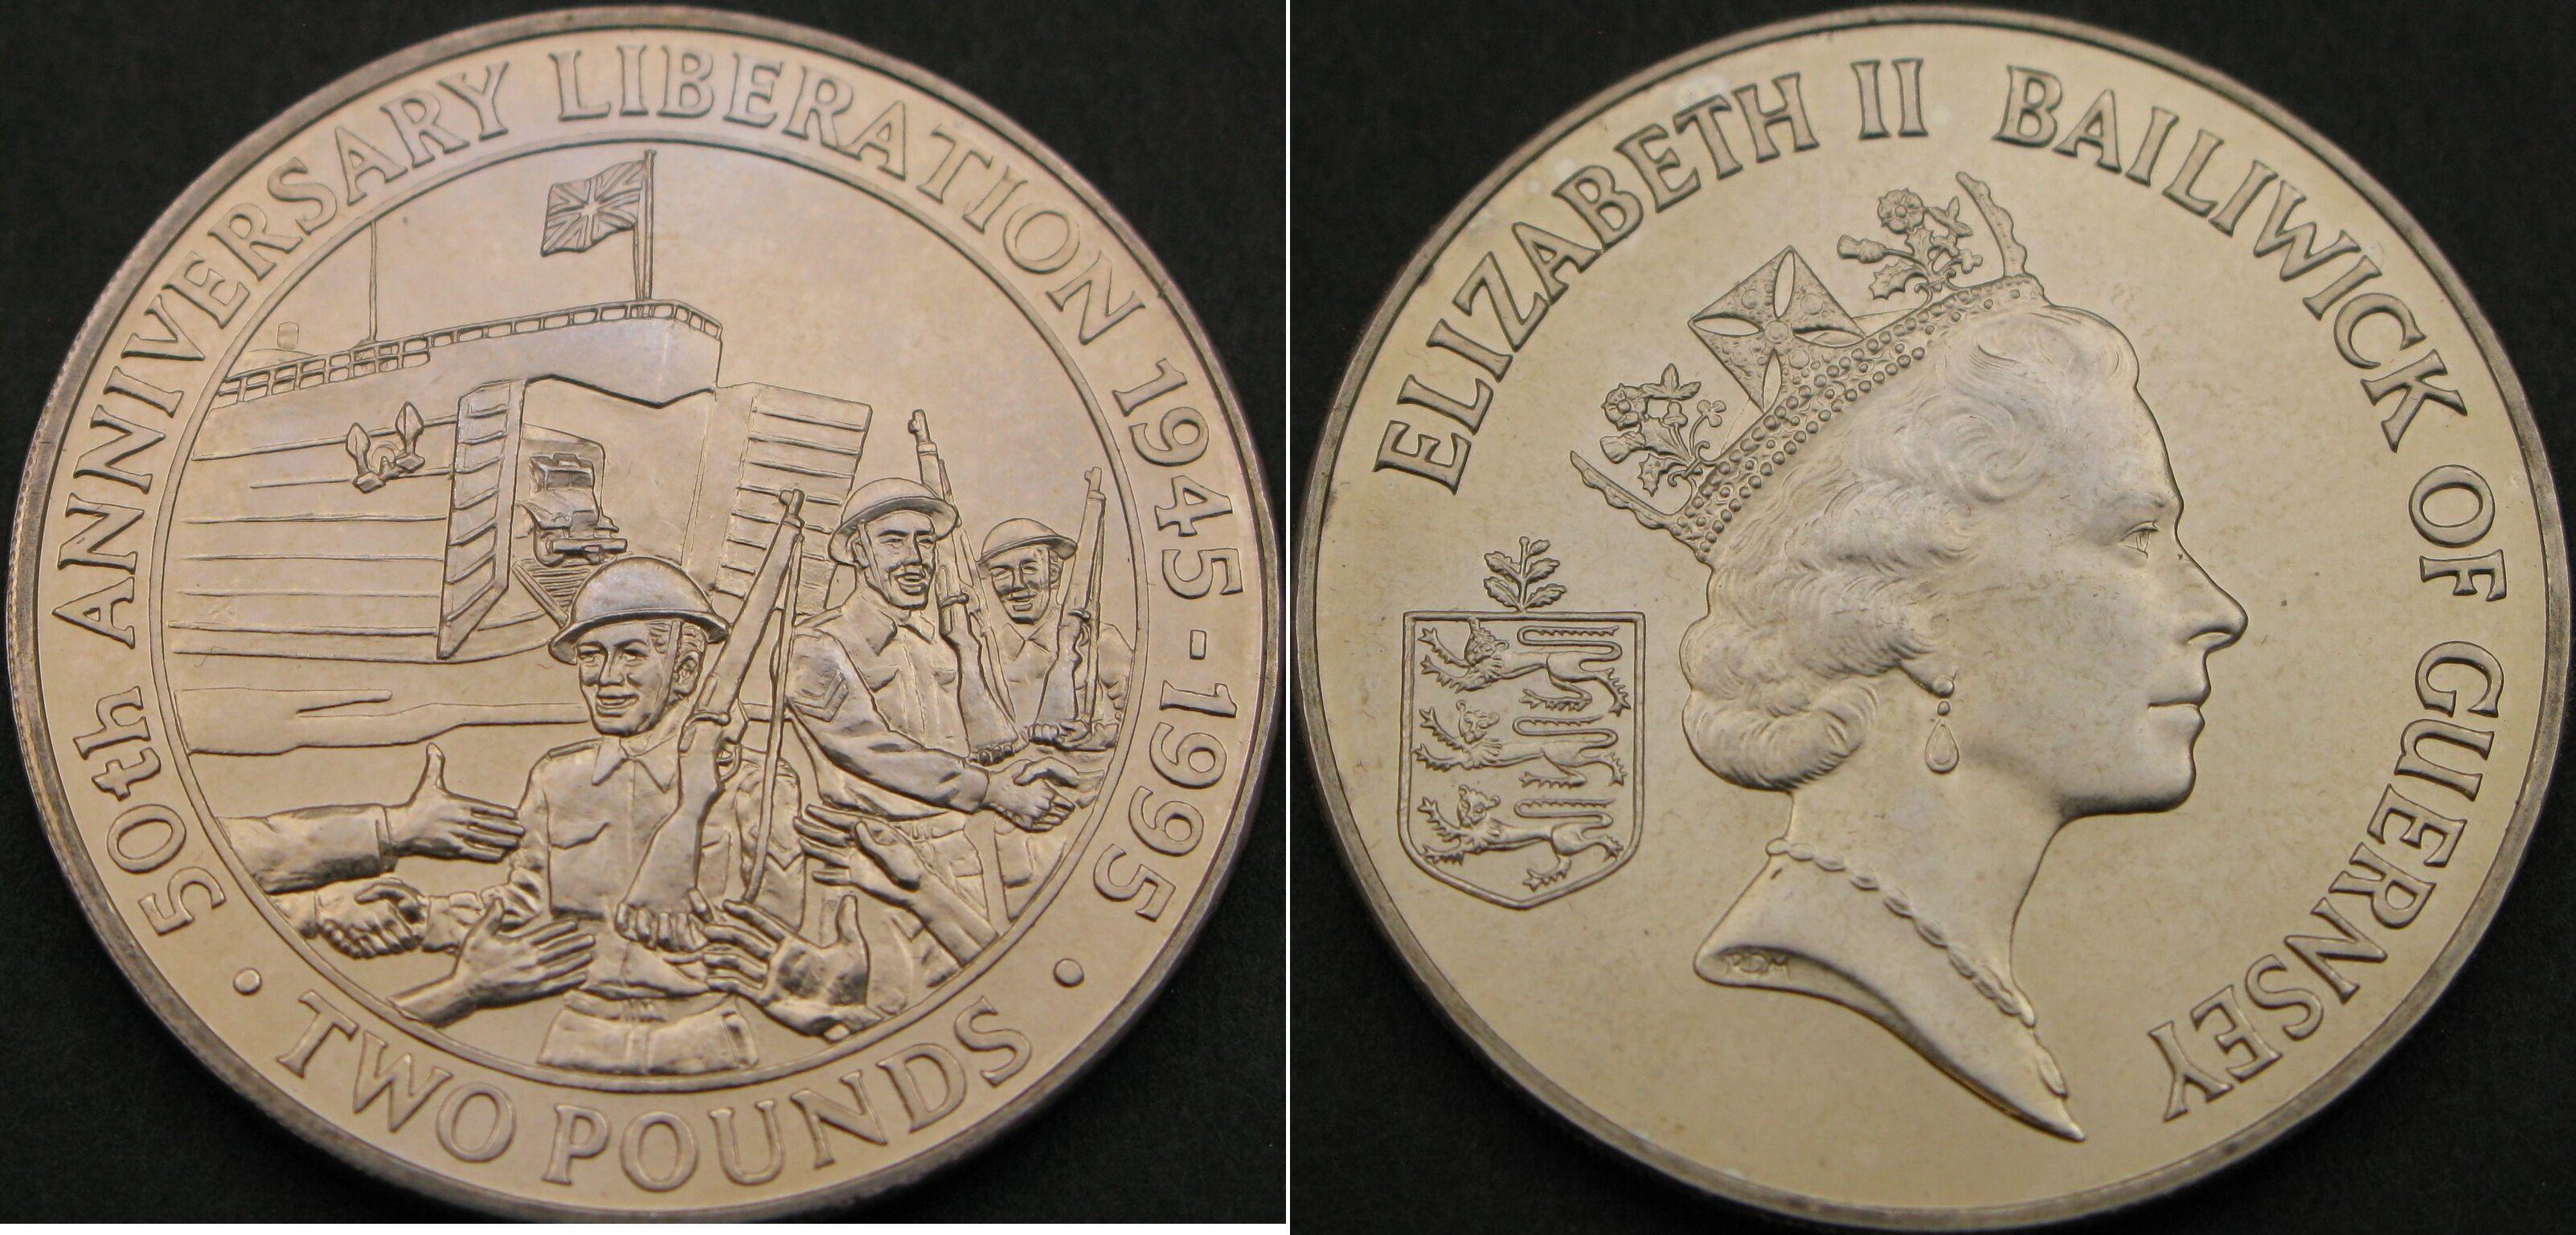 50th ANNIVERSARY LIBERATION 1945-1995
• TWO POUNDS •
ELIZABETH II BAILIWICK OF GUERNSEY
RDM